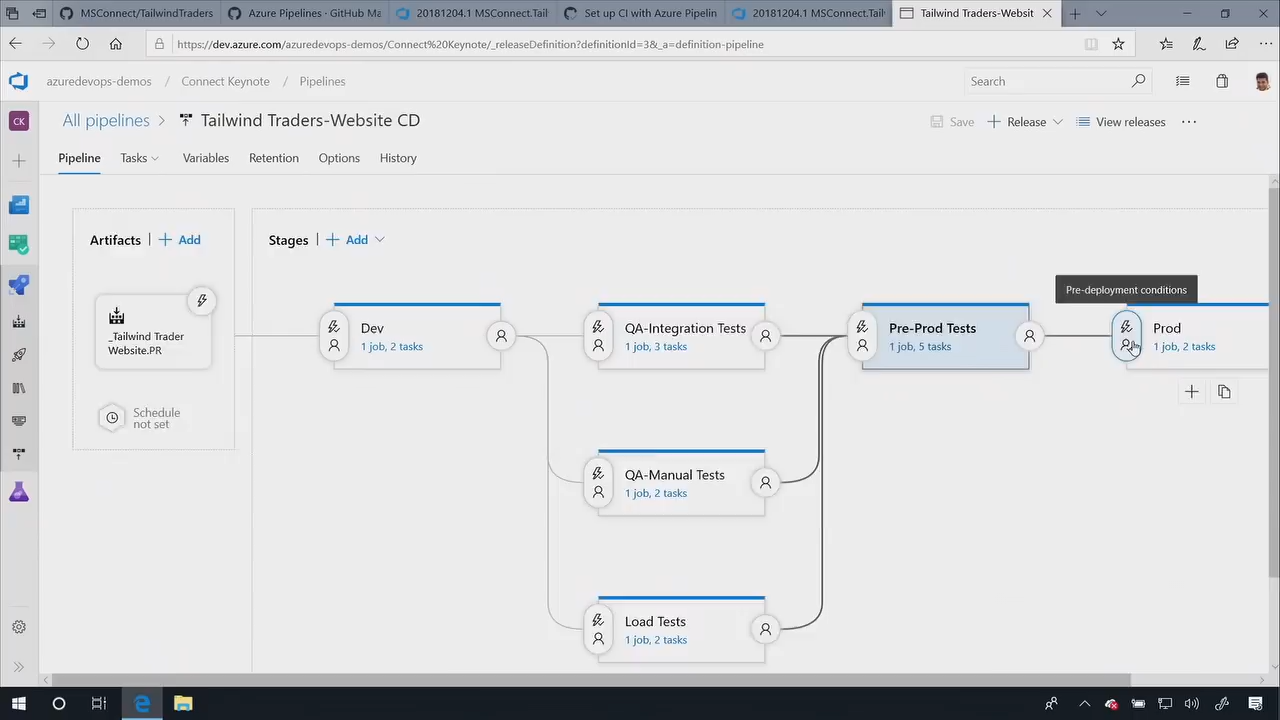 MSConnect/TailwindTraders
Azure Pipelines · GitHub Ma
20181204.1 MSConnect.Tail
Set up CI with Azure Pipelin
20181204.1 MSConnect.Tail
Tailwind Traders-Websit
https://dev.azure.com/azuredevops-demos/Connect%20Keynote/_releaseDefinition?definitionId=3&_a=definition-pipeline
azuredevops-demos / Connect Keynote / Pipelines
Search
CK
All pipelines > Tailwind Traders-Website CD
Save
Release
View releases
Pipeline
Tasks
Variables
Retention
Options
History
Artifacts | + Add
Stages | + Add
Pre-deployment conditions
_Tailwind Trader
Website.PR
Schedule
not set
Dev
1 job, 2 tasks
QA-Integration Tests
1 job, 3 tasks
Pre-Prod Tests
1 job, 5 tasks
Prod
1 job, 2 tasks
QA-Manual Tests
1 job, 2 tasks
Load Tests
1 job, 2 tasks